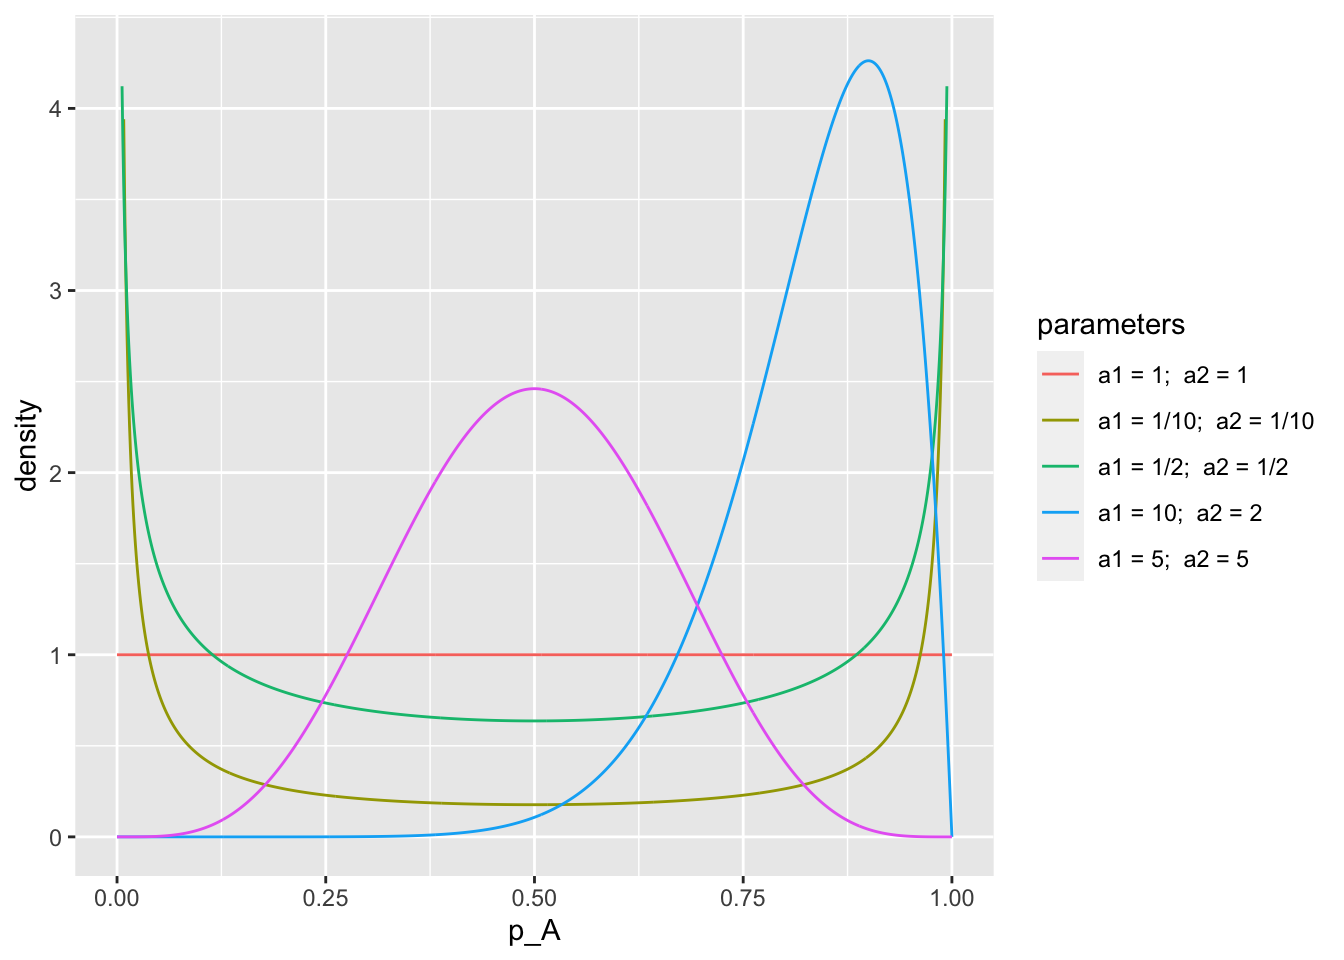 4
3
2
1
0
density
0.00 0.25 0.50 0.75 1.00
p_A
parameters
a1 = 1;  a2 = 1
a1 = 1/10;  a2 = 1/10
a1 = 1/2;  a2 = 1/2
a1 = 10;  a2 = 2
a1 = 5;  a2 = 5